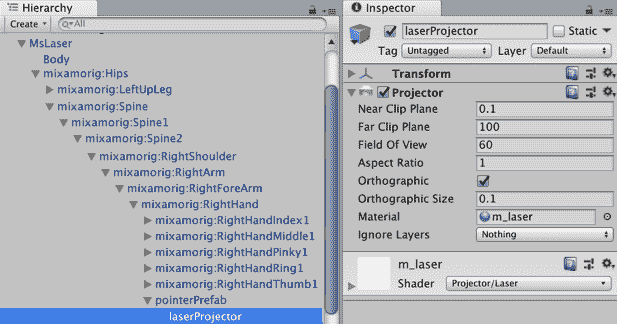 Hierarchy
Create
All
MsLaser
Body
mixamorig:Hips
mixamorig:LeftUpLeg
mixamorig:Spine
mixamorig:Spine1
mixamorig:Spine2
mixamorig:RightShoulder
mixamorig:RightArm
mixamorig:RightForeArm
mixamorig:RightHand
mixamorig:RightHandIndex1
mixamorig:RightHandMiddle1
mixamorig:RightHandPinky1
mixamorig:RightHandRing1
mixamorig:RightHandThumb1
pointerPrefab
laserProjector
Inspector
laserProjector Static
Tag Untagged Layer Default
Transform
Projector
Near Clip Plane 0.1
Far Clip Plane 100
Field Of View 60
Aspect Ratio 1
Orthographic
Orthographic Size 0.1
Material m_laser
Ignore Layers Nothing
m_laser
Shader Projector/Laser